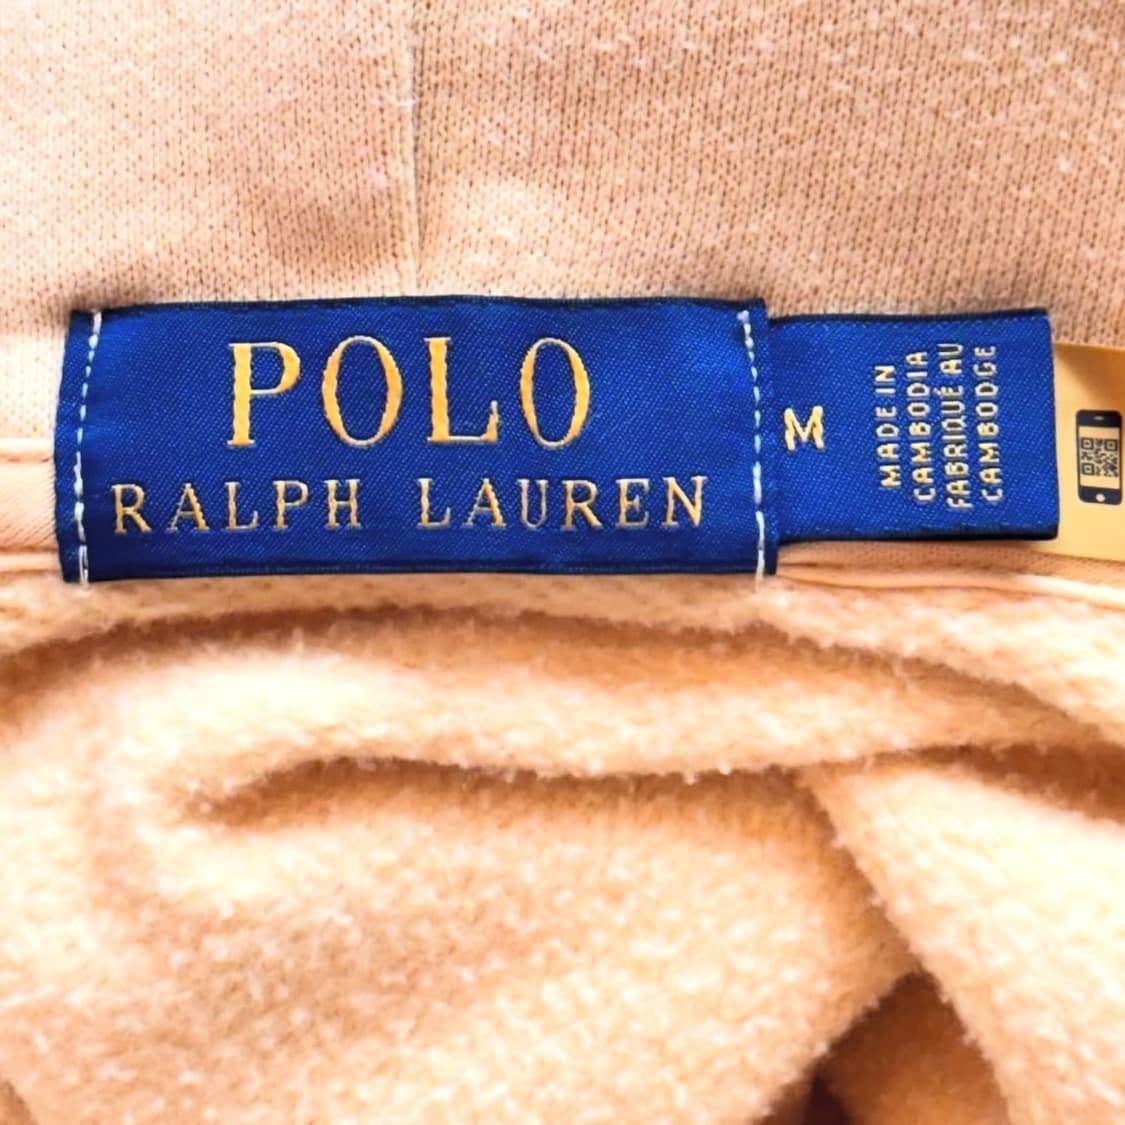 POLO
RALPH LAUREN
M
MADE IN
CAMBODIA
FABRIQUÉ AU
CAMBODGE